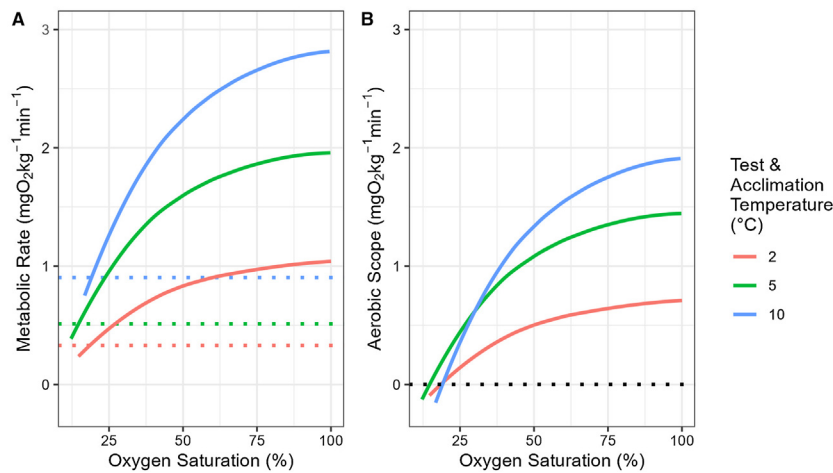 A
B
Metabolic Rate (mgO₂kg⁻¹min⁻¹)
3
2
1
0
25
50
75
100
Oxygen Saturation (%)
Aerobic Scope (mgO₂kg⁻¹min⁻¹)
3
2
1
0
25
50
75
100
Oxygen Saturation (%)
Test &
Acclimation
Temperature
(°C)
2
5
10